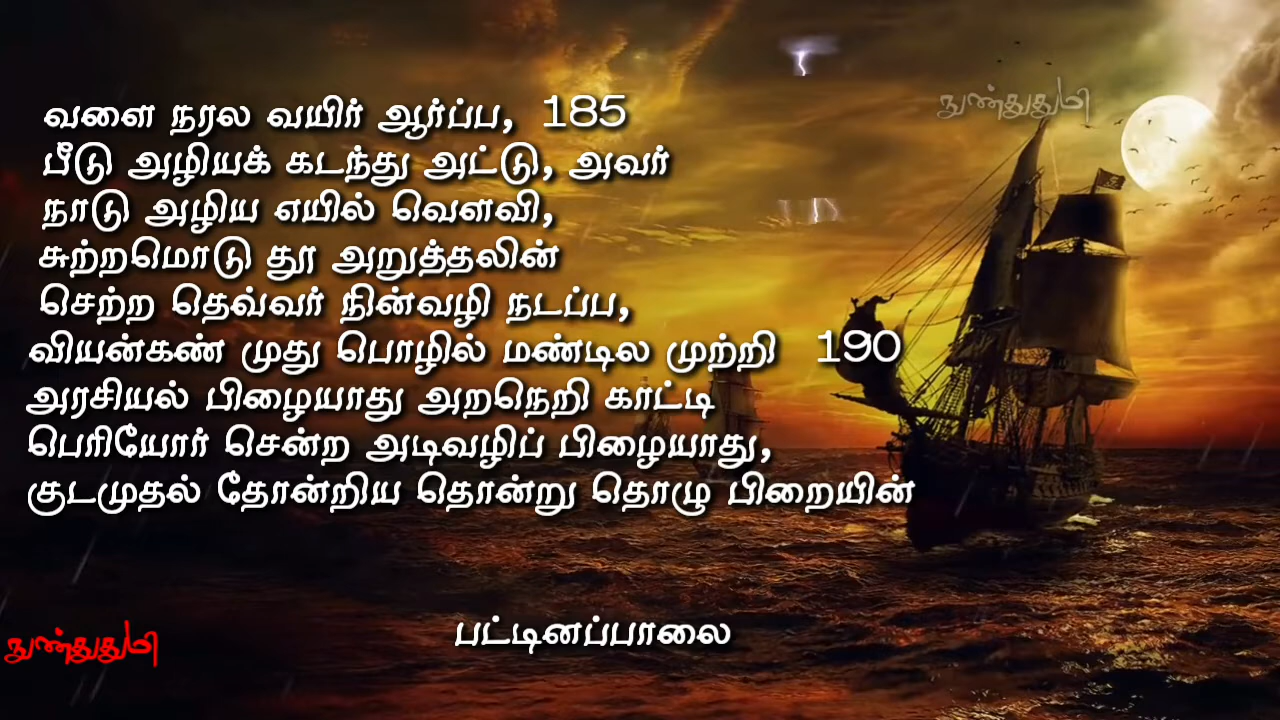 நுண்துதுமி
வளை நரல வயிர் ஆர்ப்ப, 185
பீடு அழியக் கடந்து அட்டு, அவர்
நாடு அழிய எயில் வெளவி,
சுற்றமொடு தூ அறுத்தலின்
செற்ற தெவ்வர் நின்வழி நடப்ப,
வியன்கண் முது பொழில் மண்டில முற்றி 190
அரசியல் பிழையாது அறநெறி காட்டி
பெரியோர் சென்ற அடிவழிப் பிழையாது,
குடமுதல் தோன்றிய தொன்று தொழு பிறையின்
பட்டினப்பாலை
நுண்துதுமி